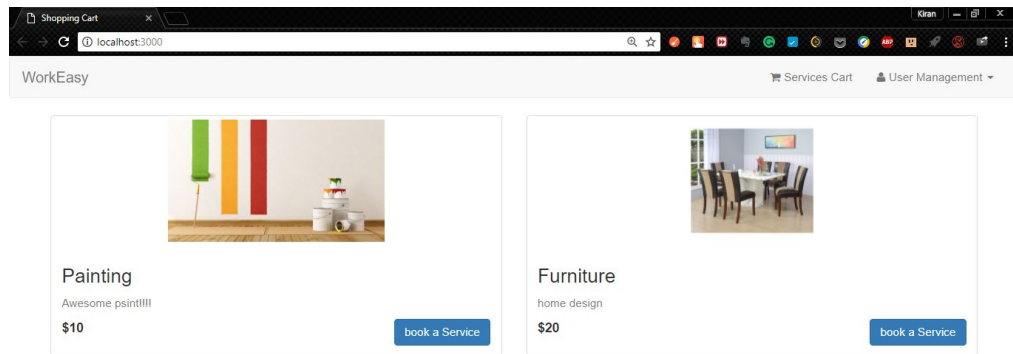 Shopping Cart
Kiran
localhost:3000
WorkEasy
Services Cart
User Management
Painting
Awesome psint!!!!
$10
book a Service
Furniture
home design
$20
book a Service
ABP